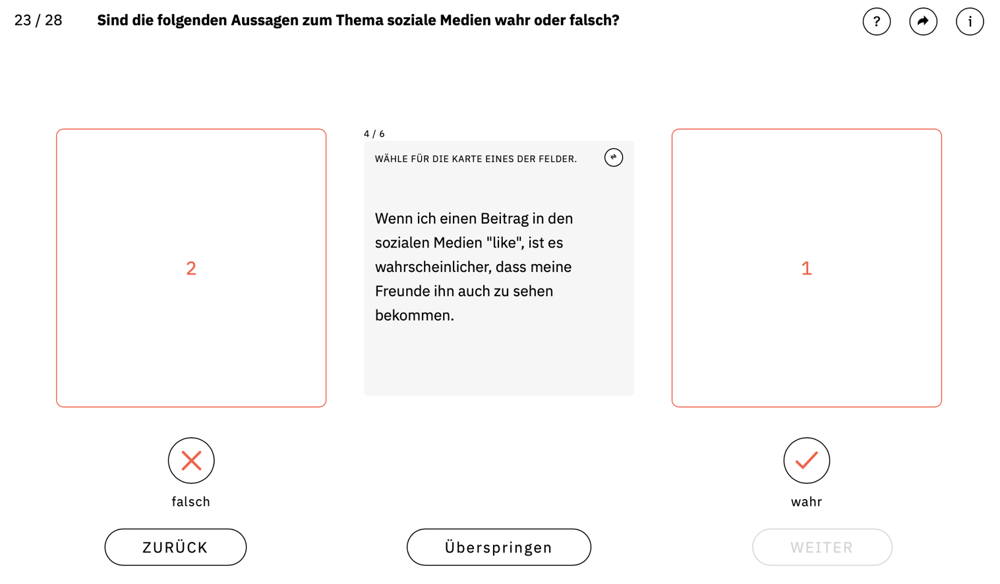 23 / 28
Sind die folgenden Aussagen zum Thema soziale Medien wahr oder falsch?
?
i
4 / 6
WÄHLE FÜR DIE KARTE EINES DER FELDER.
Wenn ich einen Beitrag in den
sozialen Medien "like", ist es
wahrscheinlicher, dass meine
Freunde ihn auch zu sehen
bekommen.
2
1
falsch
wahr
ZURÜCK
Überspringen
WEITER